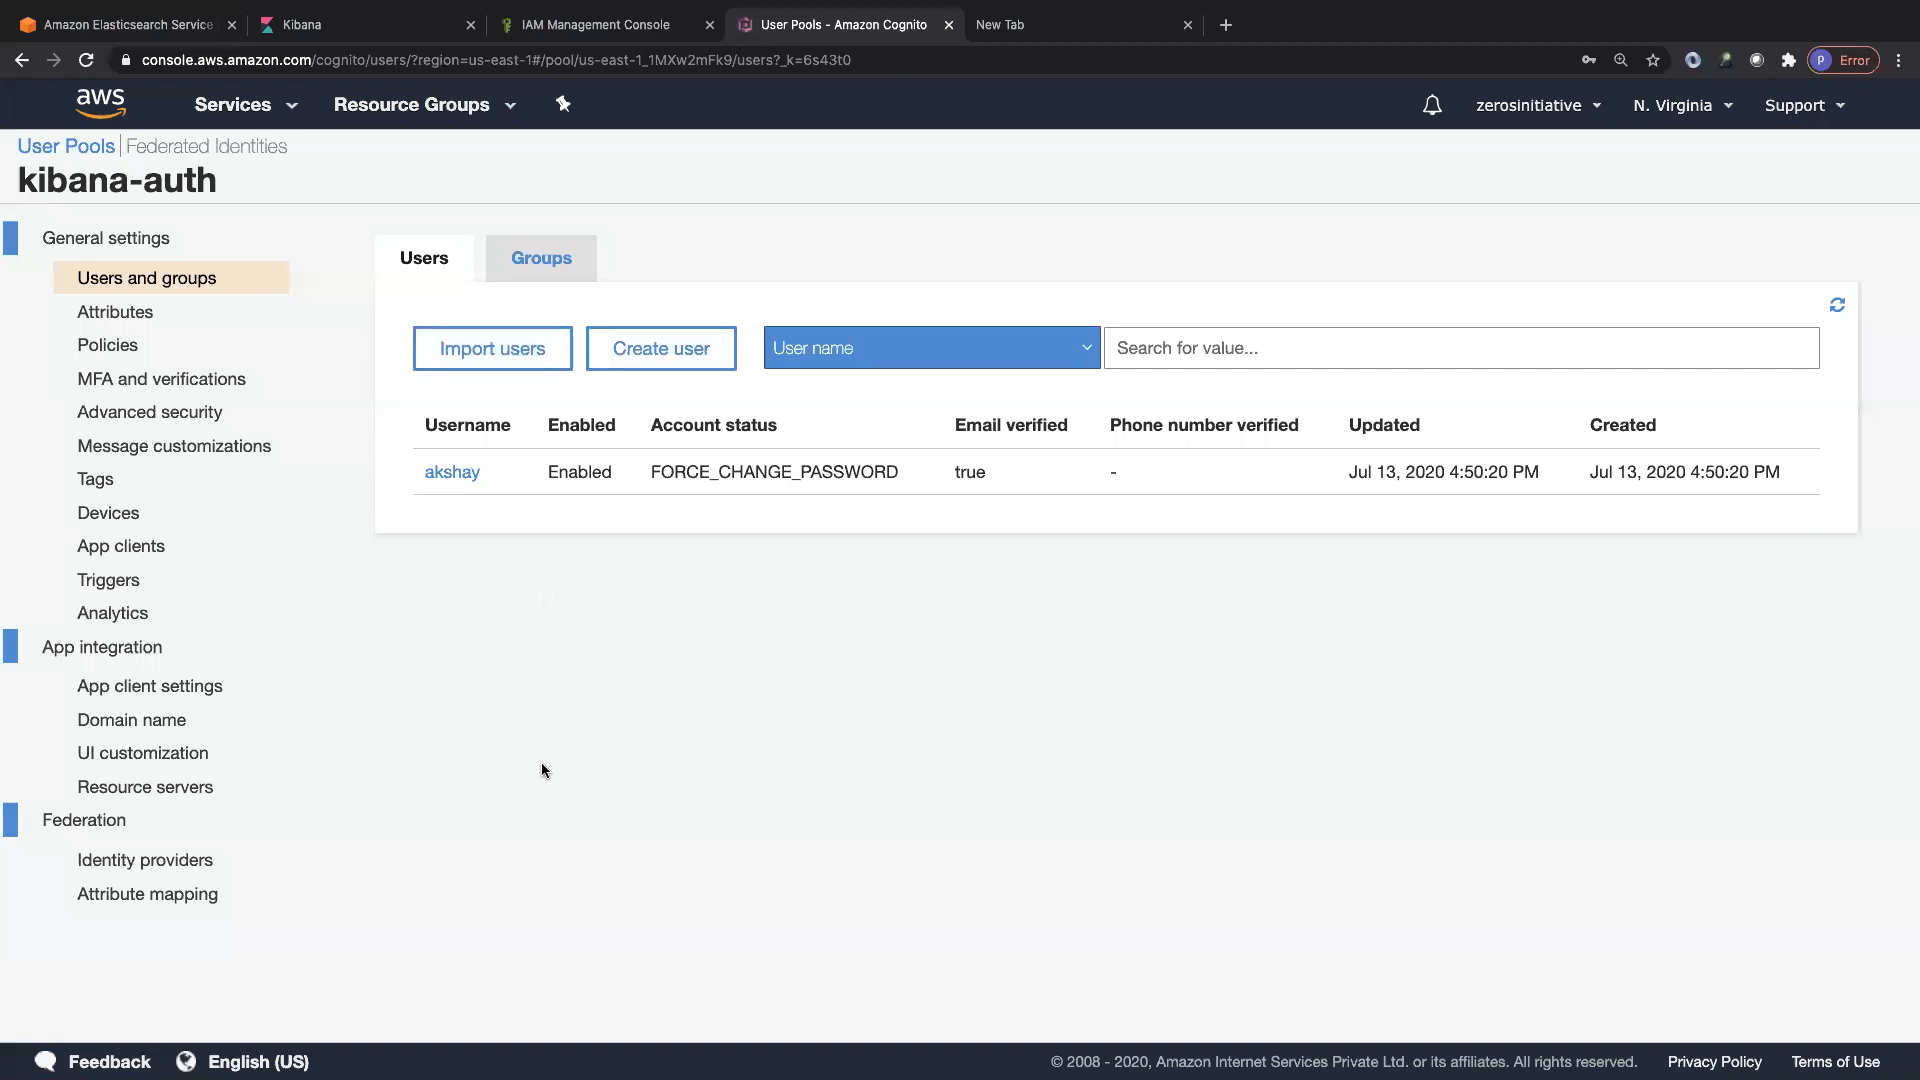 Amazon Elasticsearch Service
Kibana
IAM Management Console
User Pools - Amazon Cognito
New Tab
console.aws.amazon.com/cognito/users/?region=us-east-1#/pool/us-east-1_1MXw2mFk9/users?_k=6s43t0
P Error
aws
Services
Resource Groups
zerosinitiative
N. Virginia
Support
User Pools | Federated Identities
kibana-auth
General settings
Users and groups
Attributes
Policies
MFA and verifications
Advanced security
Message customizations
Tags
Devices
App clients
Triggers
Analytics
App integration
App client settings
Domain name
UI customization
Resource servers
Federation
Identity providers
Attribute mapping
Users Groups
Import users Create user User name Search for value...
Username Enabled Account status Email verified Phone number verified Updated Created
akshay Enabled FORCE_CHANGE_PASSWORD true - Jul 13, 2020 4:50:20 PM Jul 13, 2020 4:50:20 PM
Feedback English (US) © 2008 - 2020, Amazon Internet Services Private Ltd. or its affiliates. All rights reserved. Privacy Policy Terms of Use